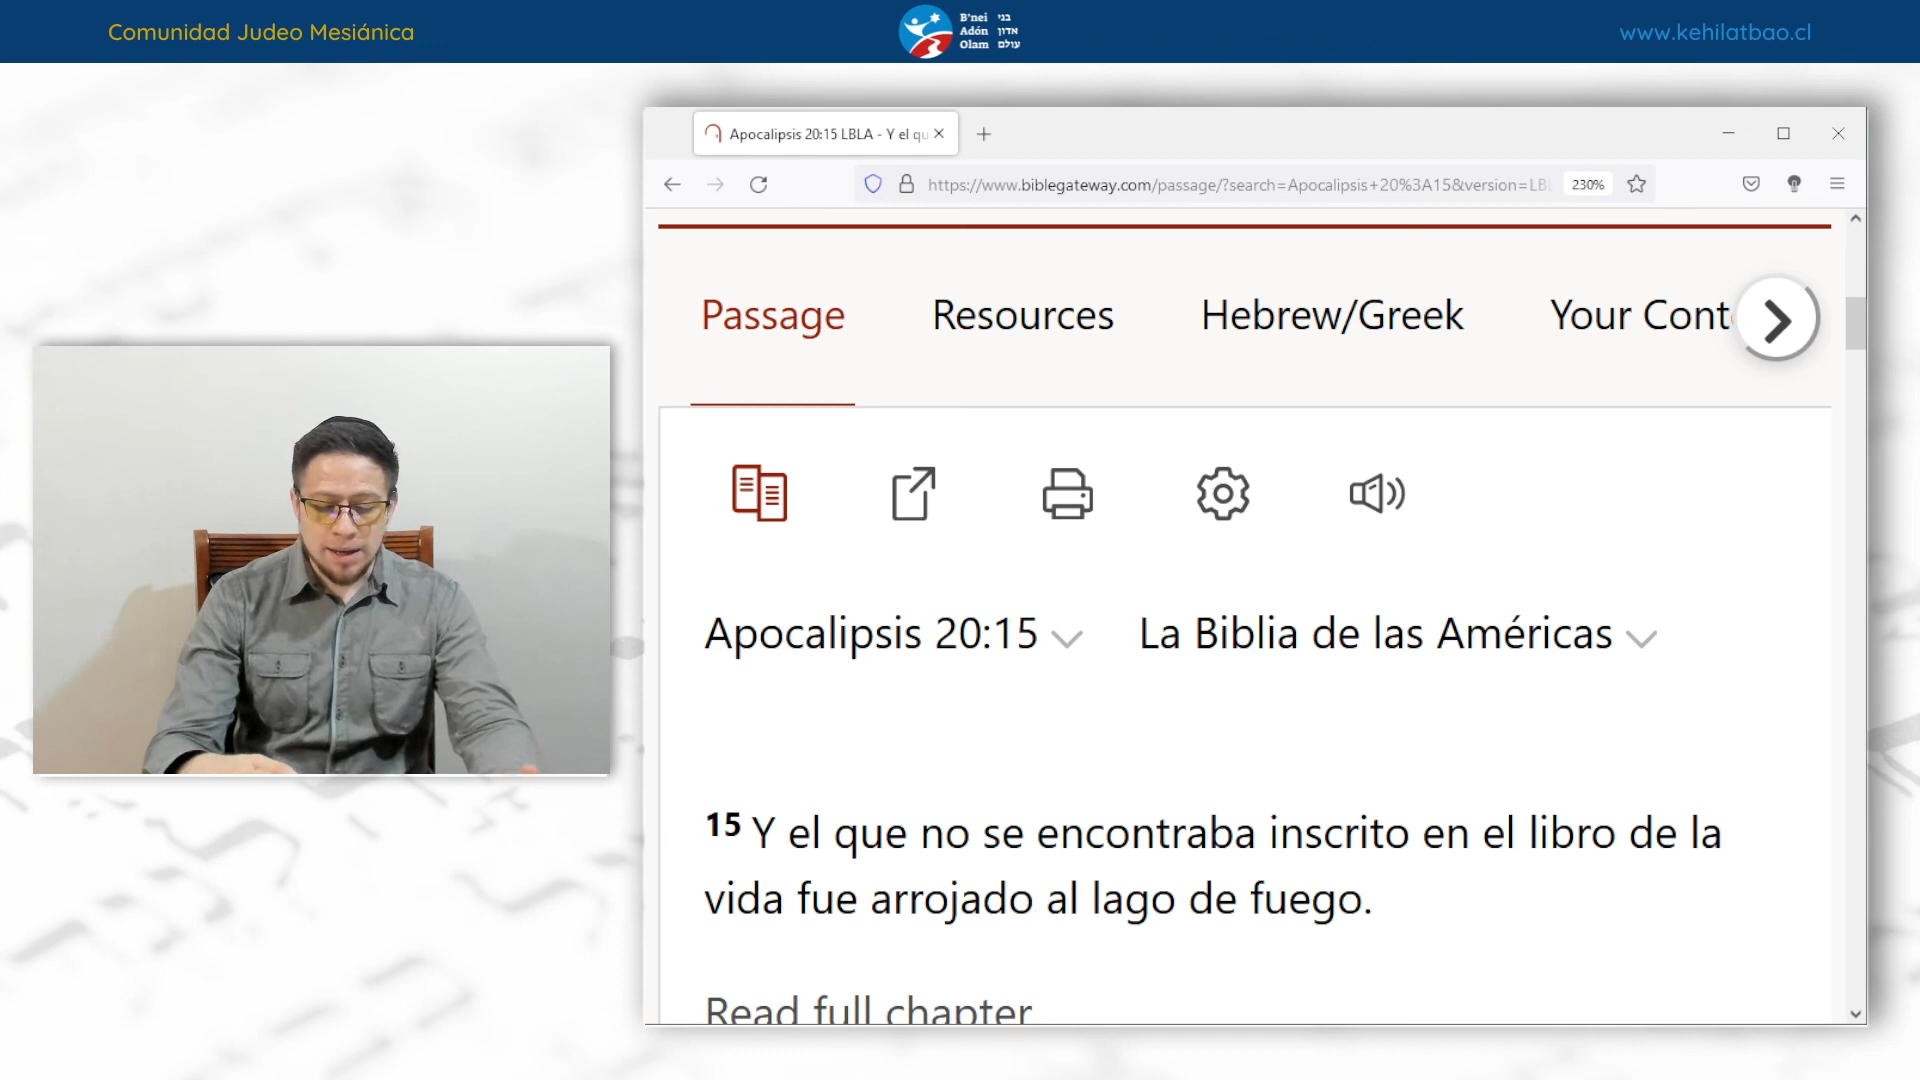 Comunidad Judeo Mesiánica
B'nei בני
Adón אדון
Olam עולם
www.kehilatbao.cl
Apocalipsis 20:15 LBLA - Y el qu
https://www.biblegateway.com/passage/?search=Apocalipsis+20%3A15&version=LB
230%
Passage
Resources
Hebrew/Greek
Your Cont
Apocalipsis 20:15
La Biblia de las Américas
15 Y el que no se encontraba inscrito en el libro de la
vida fue arrojado al lago de fuego.
Read full chapter